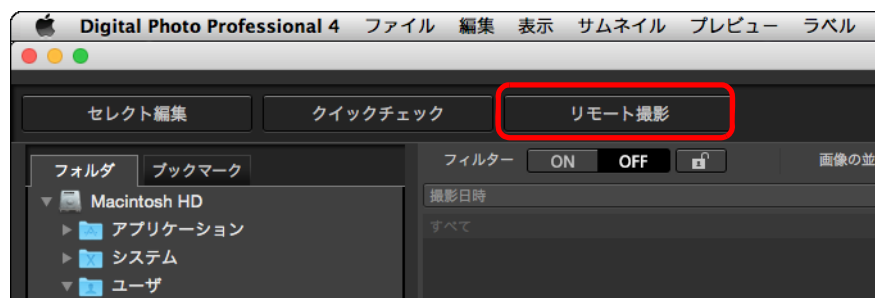 Digital Photo Professional 4 ファイル 編集 表示 サムネイル プレビュー ラベル
セレクト編集 クイックチェック リモート撮影
フォルダ ブックマーク
フィルター ON OFF 画像の並
Macintosh HD
撮影日時
アプリケーション
すべて
システム
ユーザ